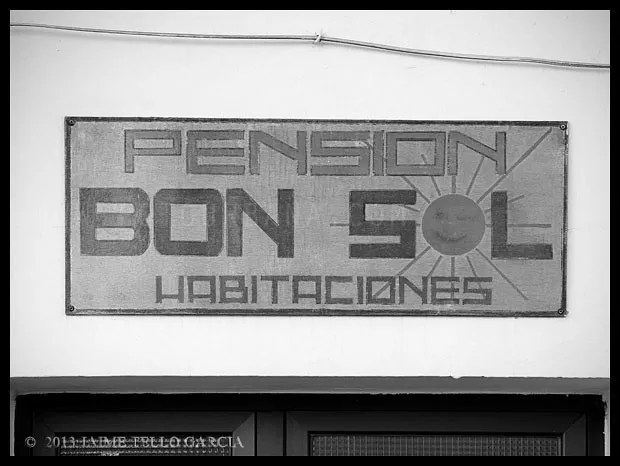 PENSION
BON SOL
HABITACIONES
© 2013 JAIME TELLO GARCIA